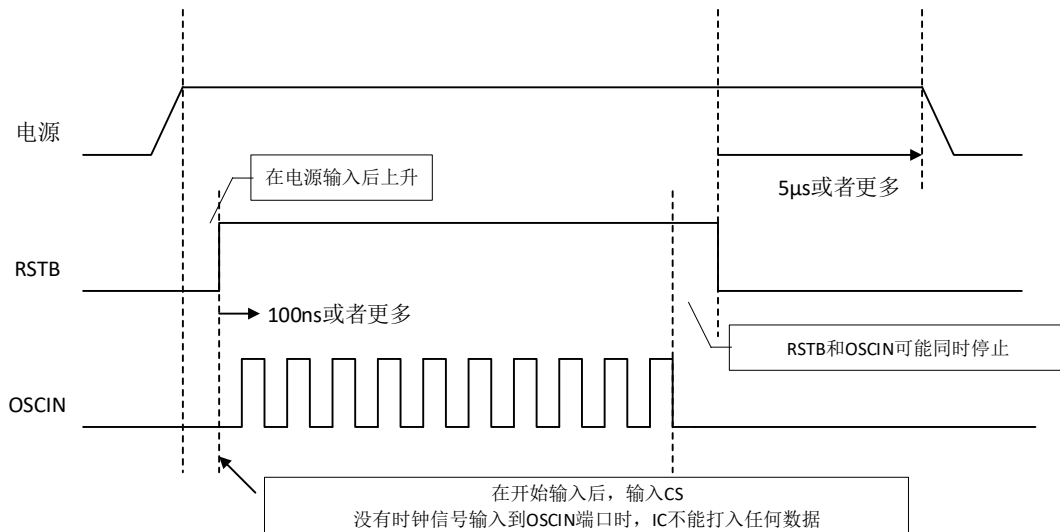 电源
在电源输入后上升
5μs或者更多
RSTB
100ns或者更多
RSTB和OSCIN可能同时停止
OSCIN
在开始输入后，输入CS
没有时钟信号输入到OSCIN端口时，IC不能打入任何数据